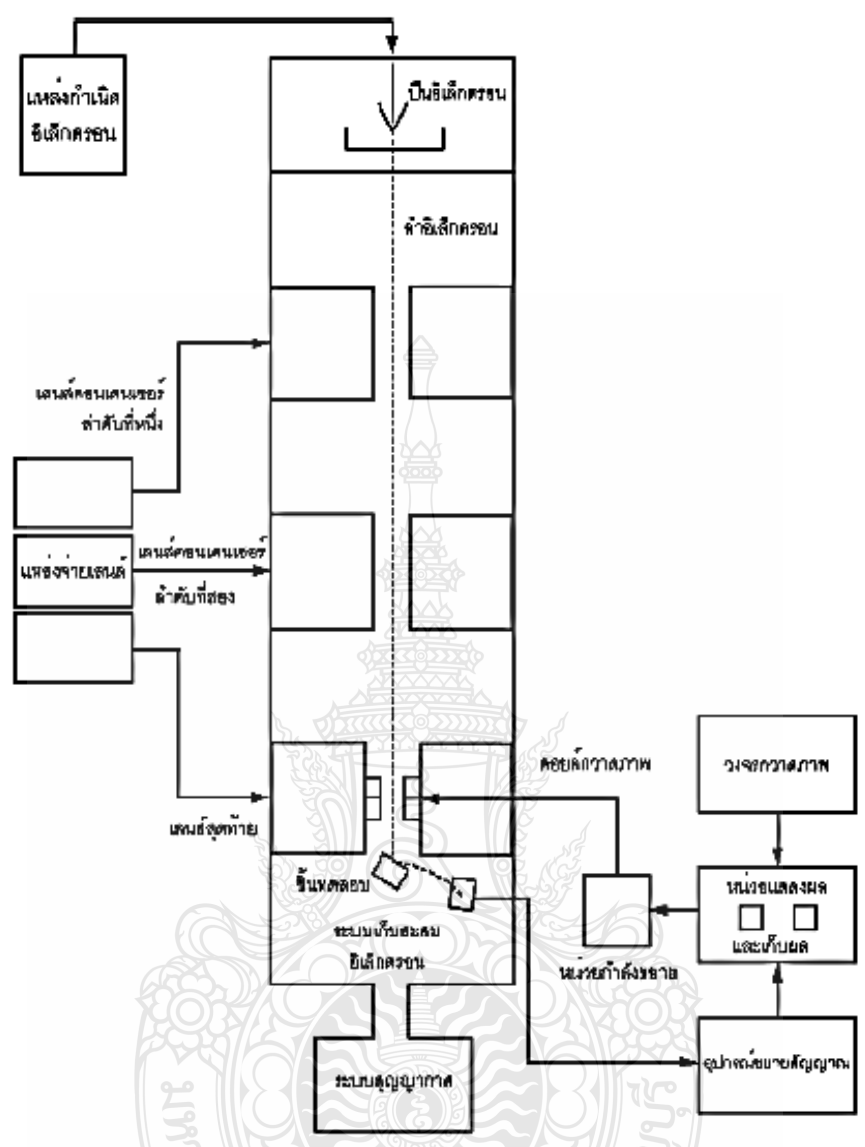 แหล่งกำเนิด
อิเล็กตรอน
ปืนอิเล็กตรอน
ลำอิเล็กตรอน
เลนส์คอนเดนเซอร์
ลำดับที่หนึ่ง
แหล่งจ่ายเลนส์
เลนส์คอนเดนเซอร์
ลำดับที่สอง
เลนส์สุดท้าย
คอยล์กวาดภาพ
วงจรกวาดภาพ
ชิ้นทดสอบ
ระบบเก็บสะสม
อิเล็กตรอน
หน่วยกำลังขยาย
หน่วยแสดงผล
และเก็บผล
อุปกรณ์ขยายสัญญาณ
ระบบสุญญากาศ